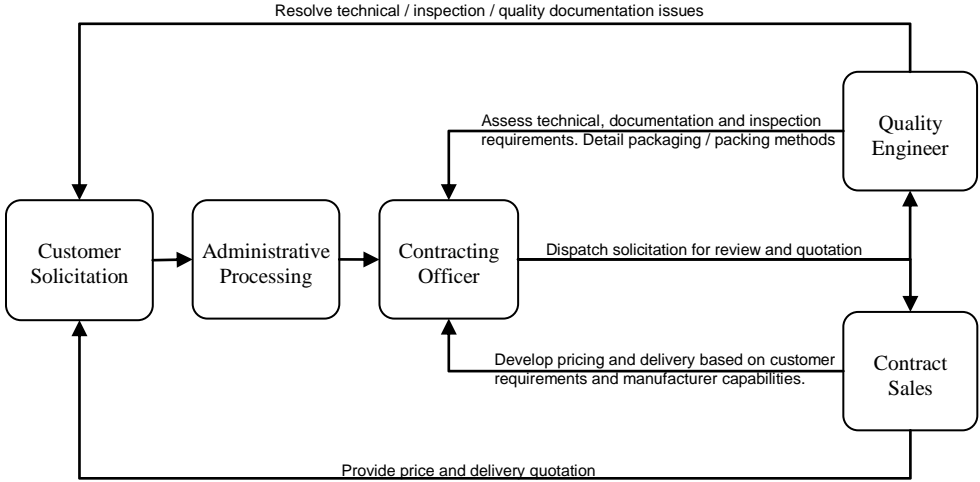 Resolve technical / inspection / quality documentation issues
Assess technical, documentation and inspection
requirements. Detail packaging / packing methods
Quality
Engineer
Customer
Solicitation
Administrative
Processing
Contracting
Officer
Dispatch solicitation for review and quotation
Develop pricing and delivery based on customer
requirements and manufacturer capabilities.
Contract
Sales
Provide price and delivery quotation